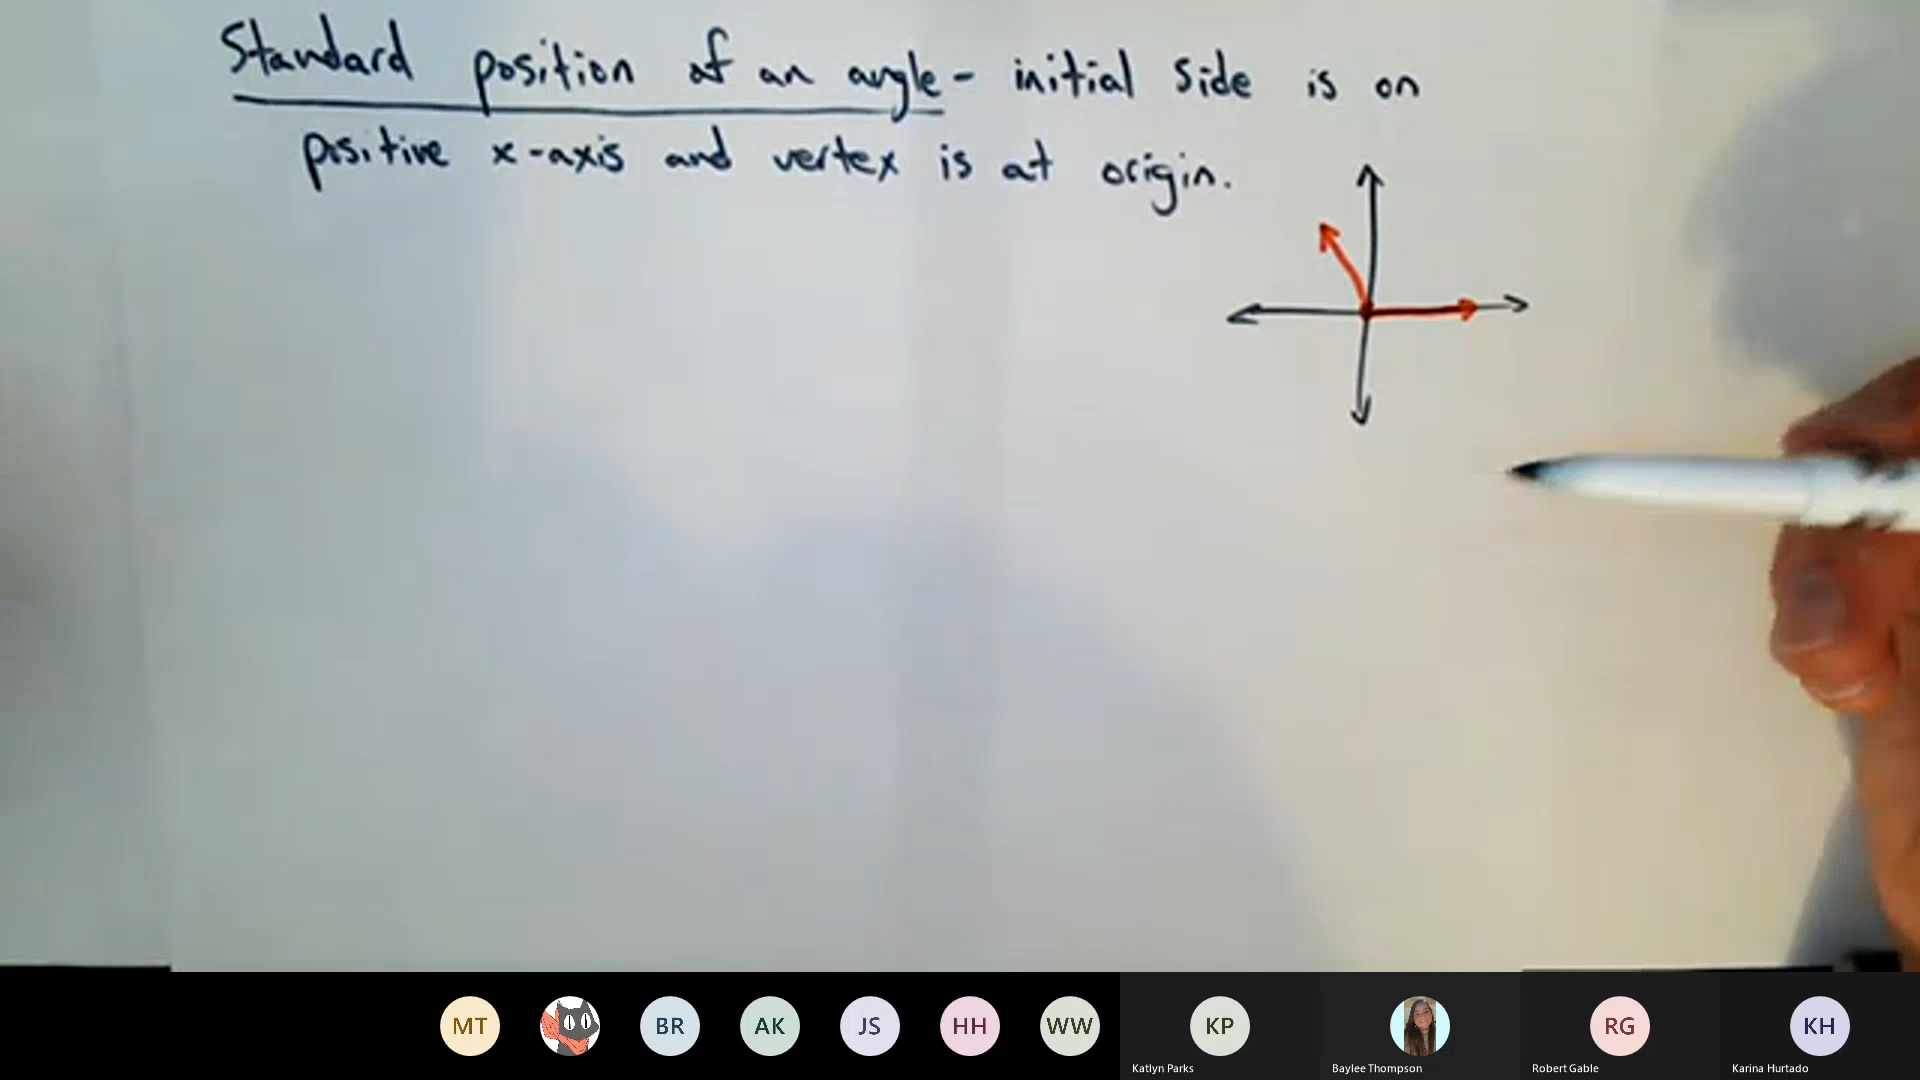 Standard position of an angle - initial side is on
positive x-axis and vertex is at origin.
MT
BR
AK
JS
HH
WW
KP
RG
KH
Katlyn Parks
Baylee Thompson
Robert Gable
Karina Hurtado